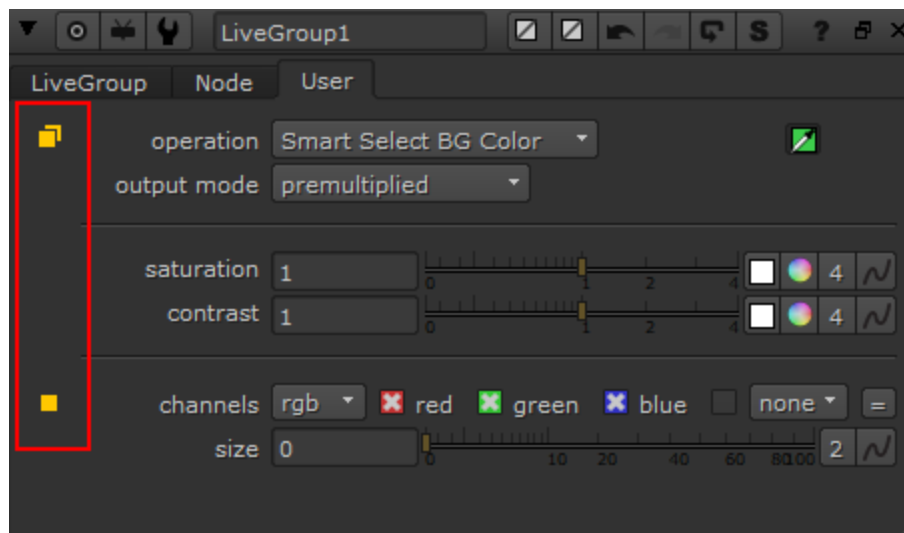 LiveGroup1 S ?
LiveGroup Node User
operation Smart Select BG Color
output mode premultiplied
saturation 1 0 1 2 4 4
contrast 1 0 1 2 4 4
channels rgb red green blue none =
size 0 0 10 20 40 60 80100 2